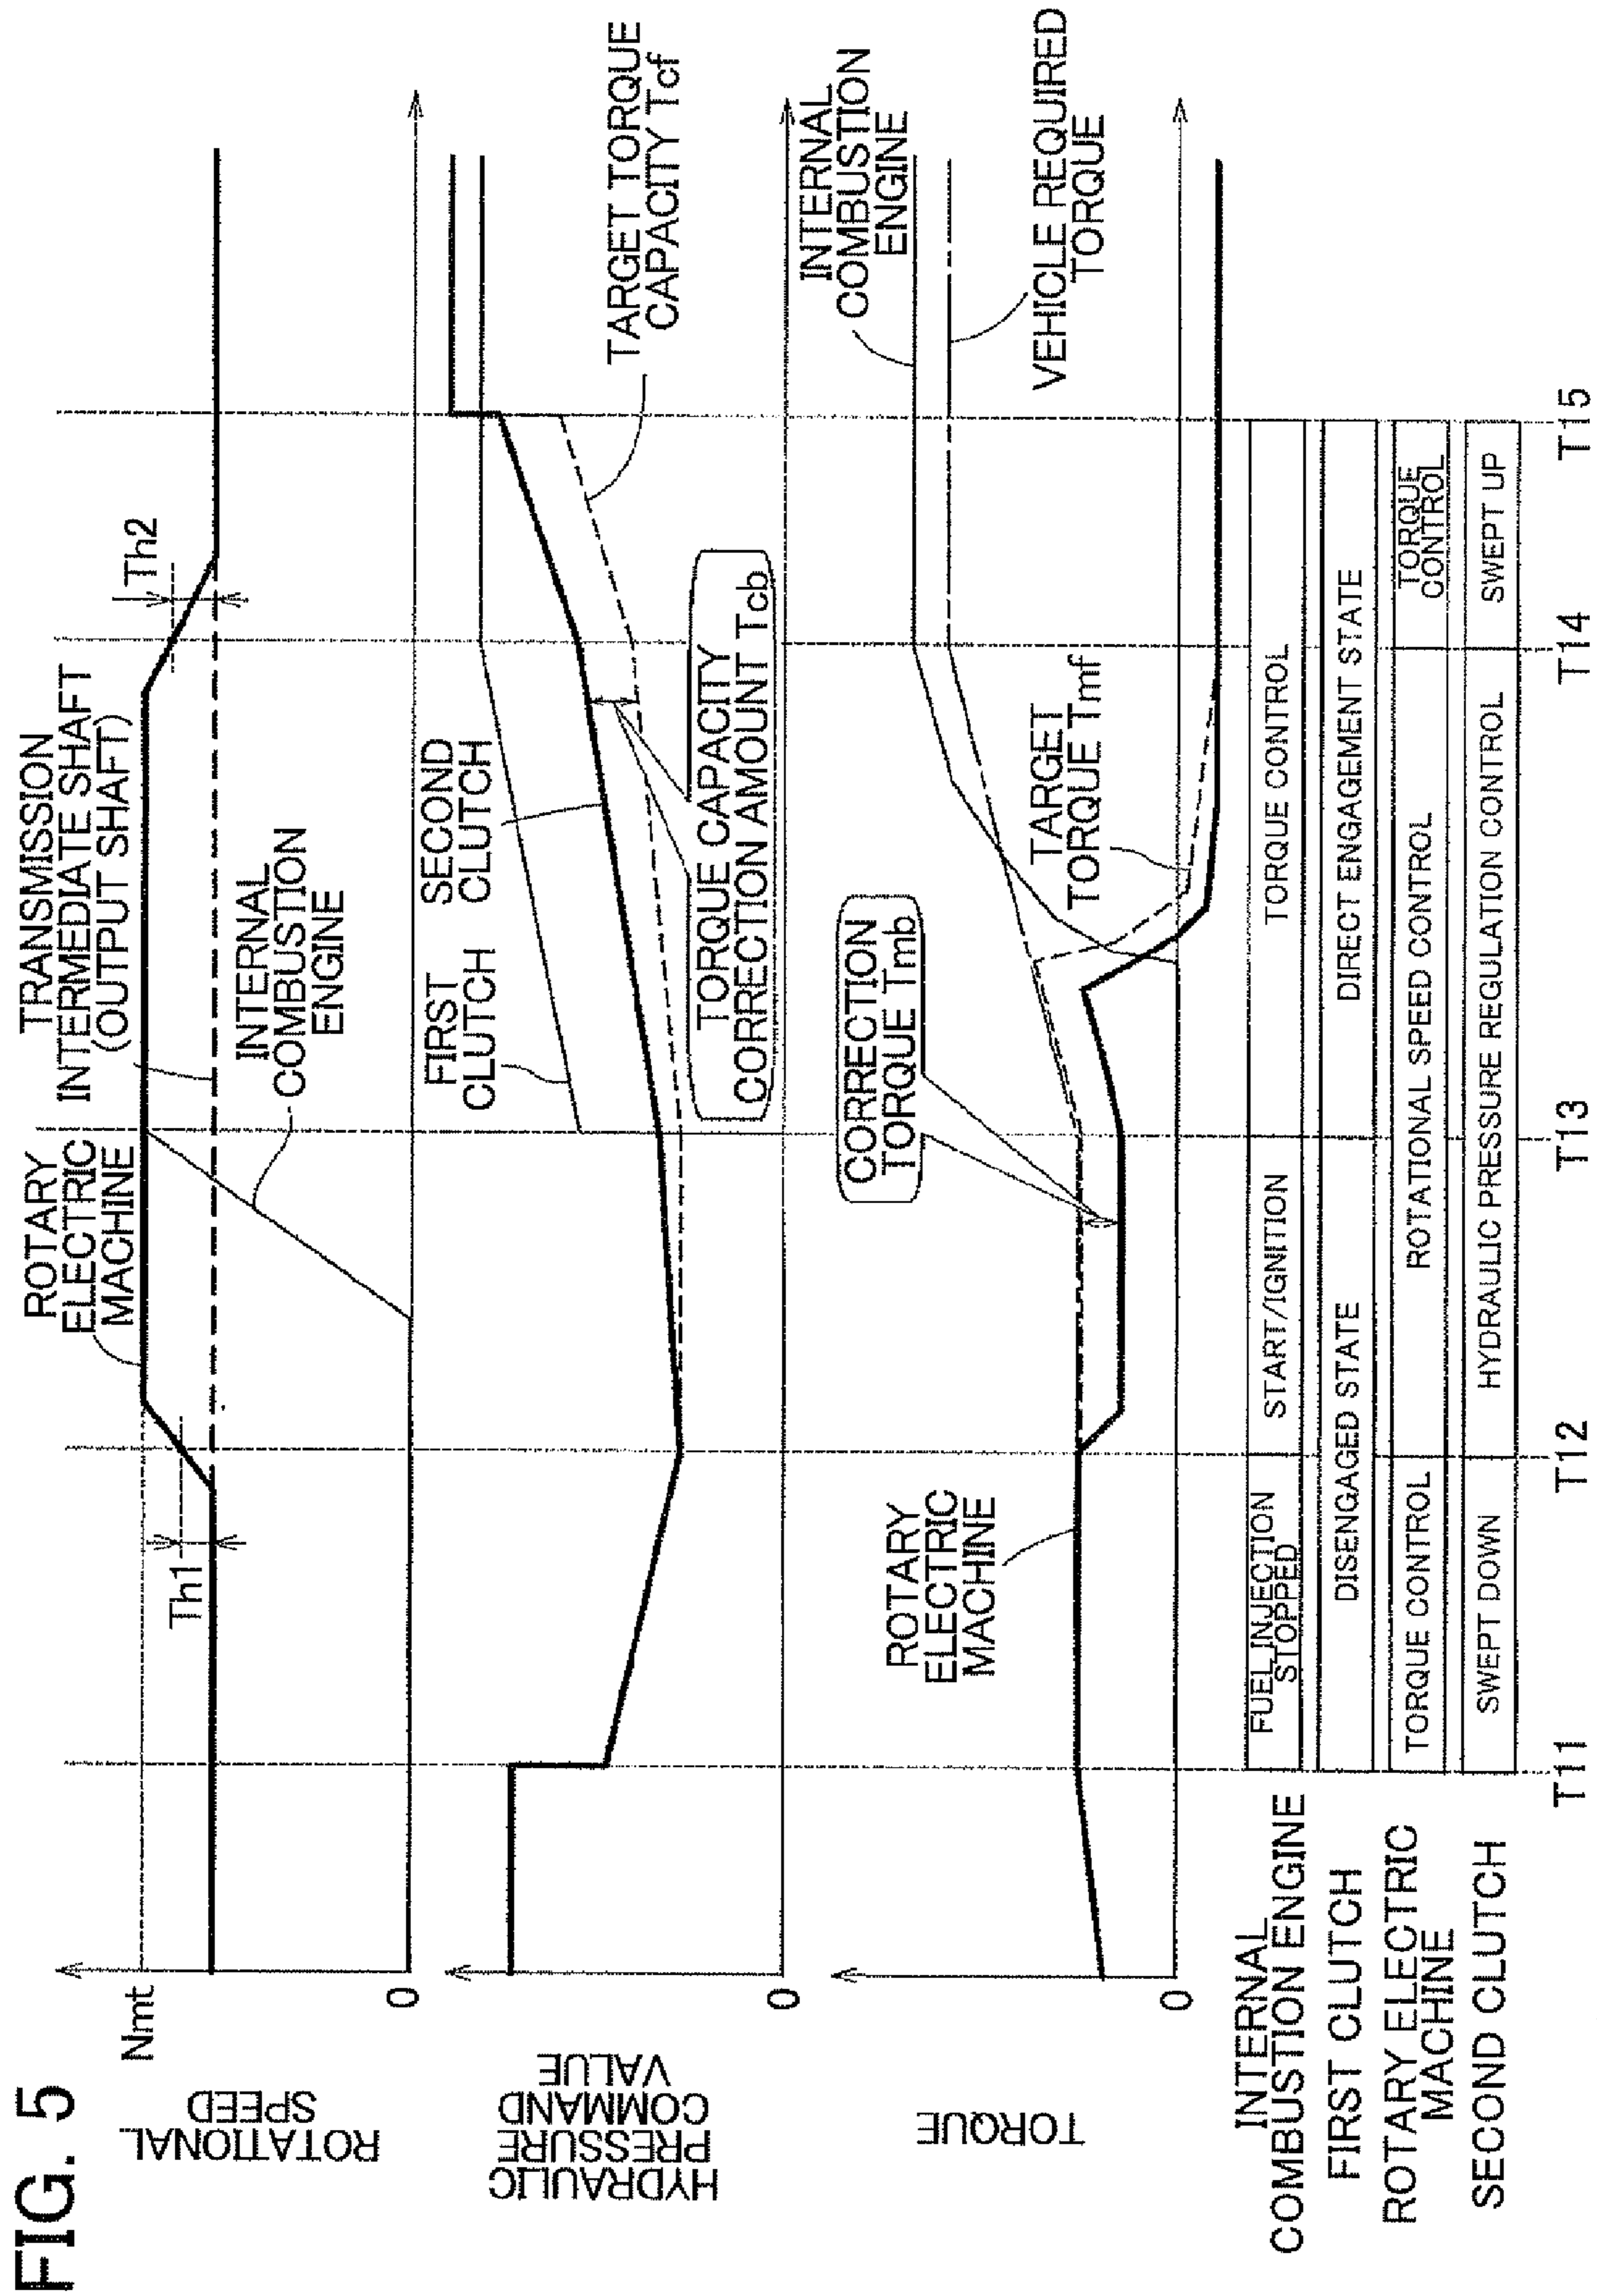 FIG. 5
ROTATIONAL
SPEED
Nmt
0
Th1
ROTARY
ELECTRIC
MACHINE
TRANSMISSION
INTERMEDIATE SHAFT
(OUTPUT SHAFT)
INTERNAL
COMBUSTION
ENGINE
Th2
HYDRAULIC
PRESSURE
COMMAND
VALUE
0
FIRST
CLUTCH
SECOND
CLUTCH
TORQUE CAPACITY
CORRECTION AMOUNT Tcb
TARGET TORQUE
CAPACITY Tcf
TORQUE
0
ROTARY
ELECTRIC
MACHINE
CORRECTION
TORQUE Tmb
TARGET
TORQUE Tmf
INTERNAL
COMBUSTION
ENGINE
VEHICLE REQUIRED
TORQUE
INTERNAL
COMBUSTION ENGINE
FUEL INJECTION
STOPPED
START/IGNITION
TORQUE CONTROL
FIRST CLUTCH
DISENGAGED STATE
DIRECT ENGAGEMENT STATE
ROTARY ELECTRIC
MACHINE
TORQUE CONTROL
ROTATIONAL SPEED CONTROL
TORQUE
CONTROL
SECOND CLUTCH
SWEPT DOWN
HYDRAULIC PRESSURE REGULATION CONTROL
SWEPT UP
T11
T12
T13
T14
T15